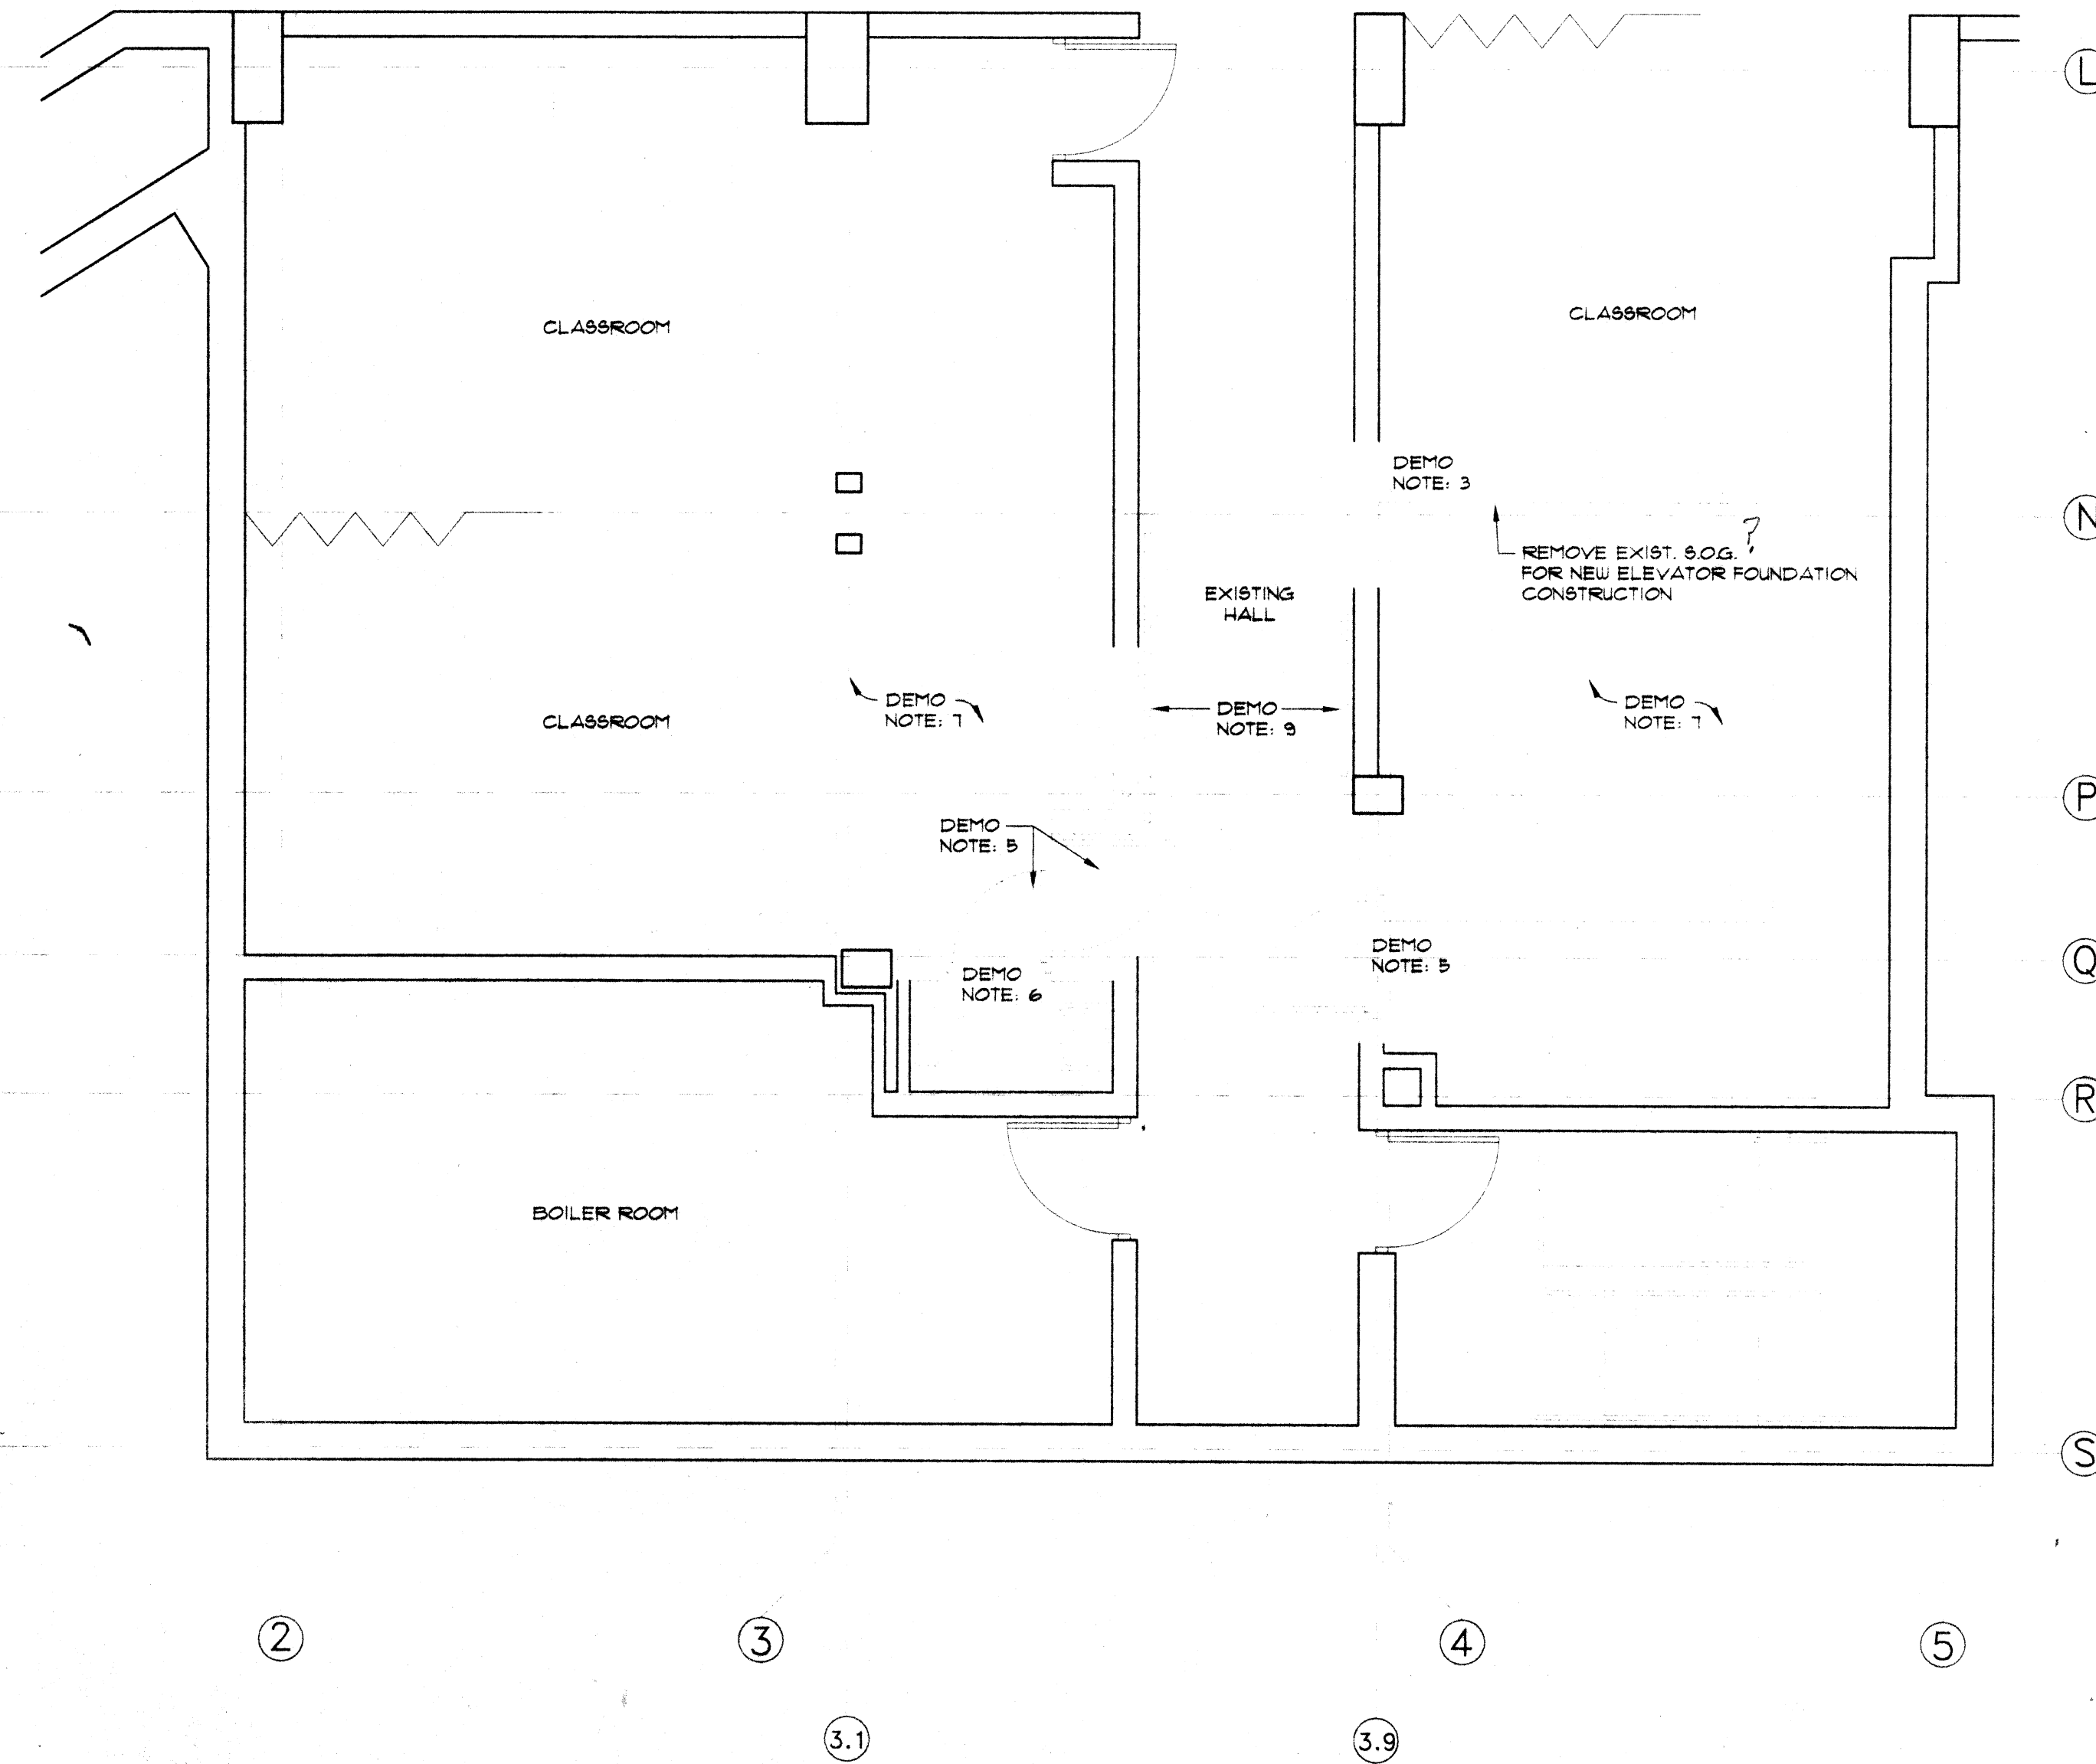 L
CLASSROOM
CLASSROOM
DEMO
NOTE: 3
N
?
REMOVE EXIST. S.O.G.
FOR NEW ELEVATOR FOUNDATION
CONSTRUCTION
EXISTING
HALL
CLASSROOM
DEMO
NOTE: 7
DEMO
NOTE: 9
DEMO
NOTE: 7
P
DEMO
NOTE: 5
DEMO
NOTE: 6
DEMO
NOTE: 5
Q
R
BOILER ROOM
S
2
3
4
5
3.1
3.9